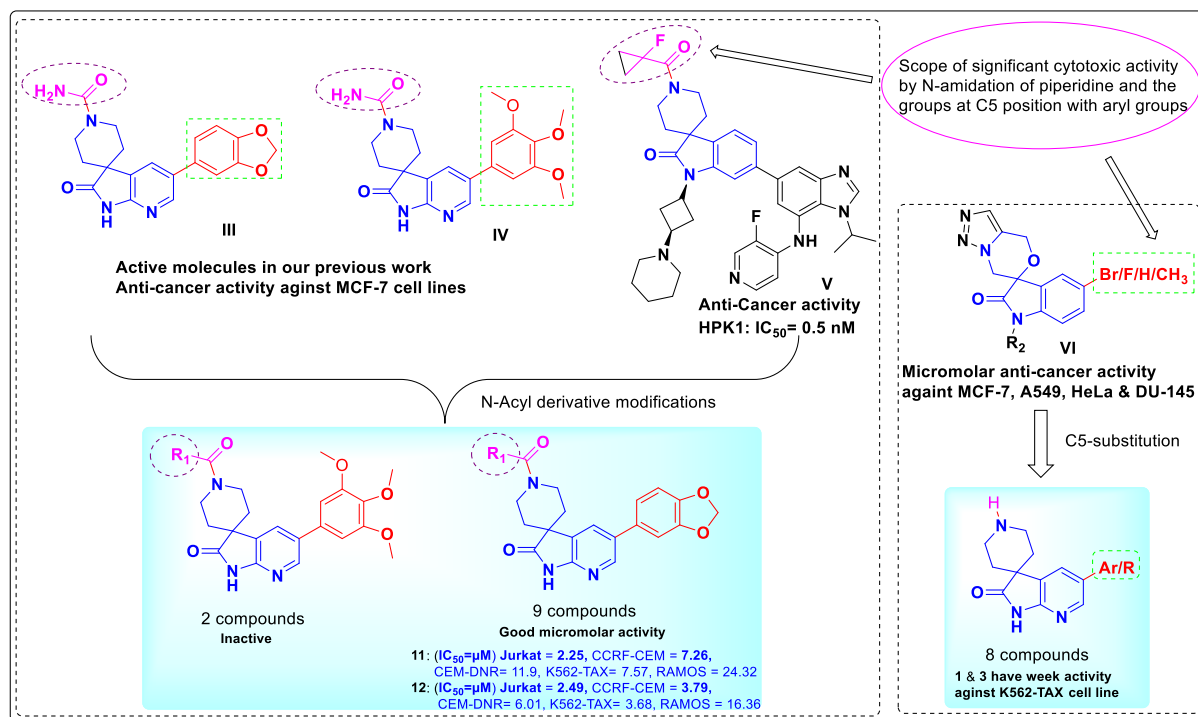 Scope of significant cytotoxic activity
by N-amidation of piperidine and the
groups at C5 position with aryl groups
H2N
O
N
O
O
O
N
H
N
III
H2N
O
N
O
O
O
O
N
H
N
IV
F
O
N
O
N
N
N
N
F
NH
N
N
V
Active molecules in our previous work
Anti-cancer activity against MCF-7 cell lines
Anti-Cancer activity
HPK1: IC50= 0.5 nM
N
N
N
O
Br/F/H/CH3
O
N
R2
VI
Micromolar anti-cancer activity
againt MCF-7, A549, HeLa & DU-145
N-Acyl derivative modifications
C5-substitution
R1
O
N
O
O
O
O
N
H
N
2 compounds
Inactive
R1
O
N
O
O
O
N
H
N
9 compounds
Good micromolar activity
11: (IC50=µM) Jurkat = 2.25, CCRF-CEM = 7.26,
CEM-DNR= 11.9, K562-TAX= 7.57, RAMOS = 24.32
12: (IC50=µM) Jurkat = 2.49, CCRF-CEM = 3.79,
CEM-DNR= 6.01, K562-TAX= 3.68, RAMOS = 16.36
H
N
O
N
H
N
Ar/R
8 compounds
1 & 3 have week activity
against K562-TAX cell line